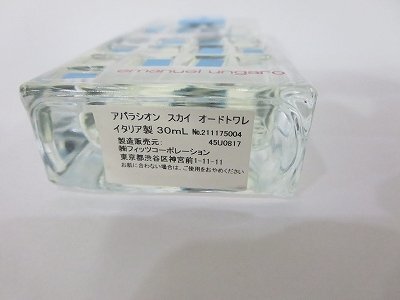 emanuel ungaro
アパラシオン スカイ オードトワレ
イタリア製 30mL No.211175004
製造販売元: 45U0817
㈱フィッツコーポレーション
東京都渋谷区神宮前1-11-11
お肌に合わない場合は、ご使用をおやめください